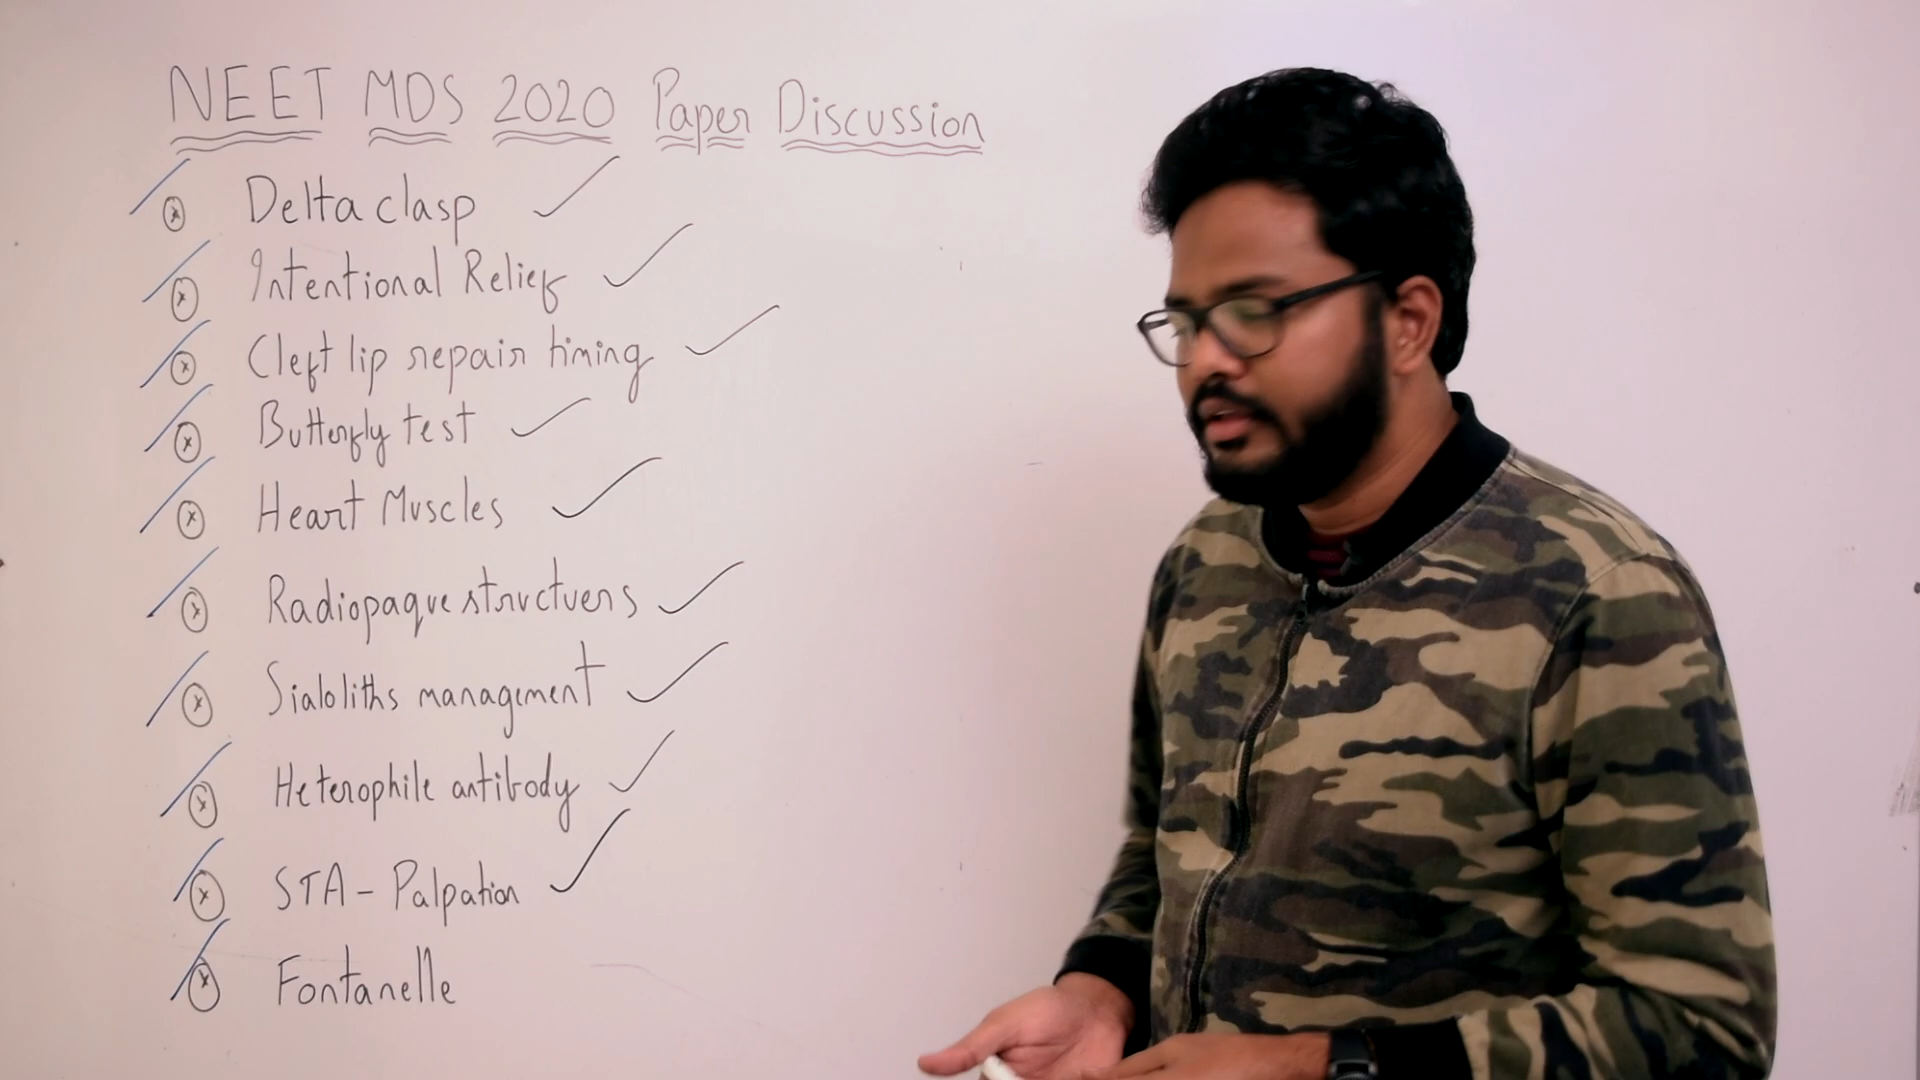 NEET MDS 2020 Paper Discussion
Delta clasp
Intentional Relief
Cleft lip repair timing
Butterfly test
Heart Muscles
Radiopaque structuers
Sialoliths management
Heterophile antibody
STA - Palpation
Fontanelle